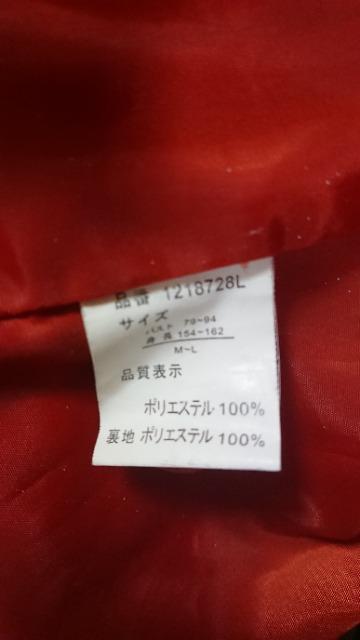 品番 1218728L
サイズ バスト 79~94
身長 154~162
M~L
品質表示
ポリエステル 100%
裏地 ポリエステル 100%